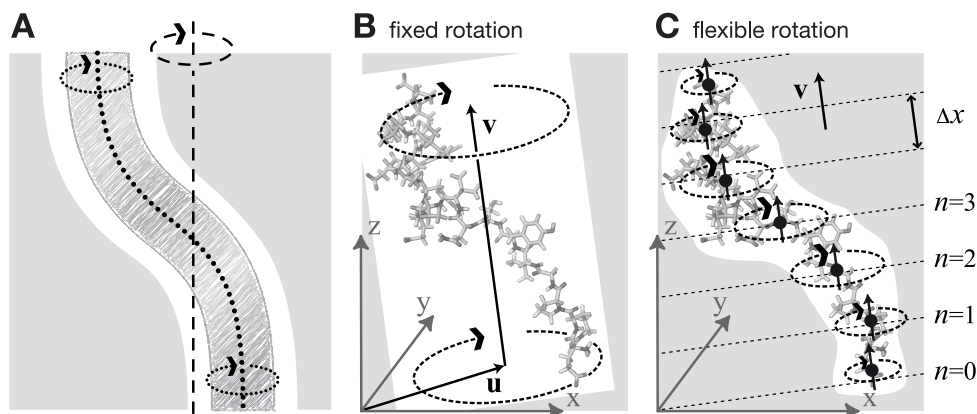 A
B fixed rotation
v
z
y
u
x
C flexible rotation
v
Δx
n=3
n=2
n=1
n=0
z
y
x